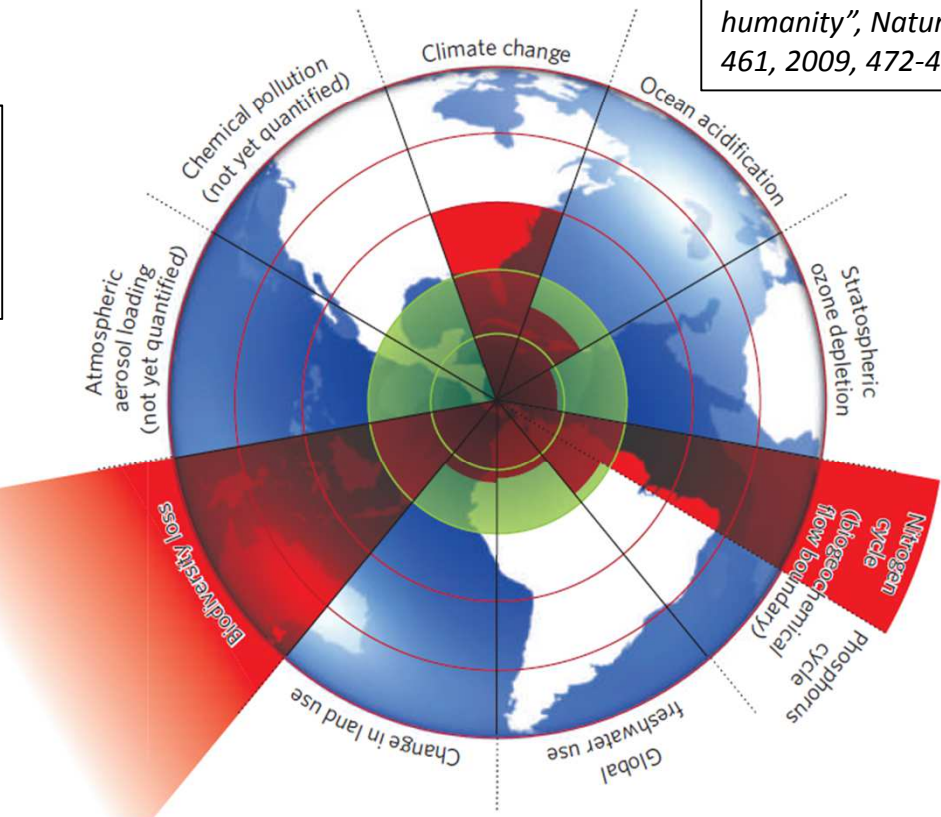 humanity”, Natur
461, 2009, 472-4
Climate change
Ocean acidification
Stratospheric
ozone depletion
Nitrogen
cycle
(biogeochemical
flow boundary)
Phosphorus
cycle
Global
freshwater use
Change in land use
Biodiversity loss
Atmospheric
aerosol loading
(not yet quantified)
Chemical pollution
(not yet quantified)